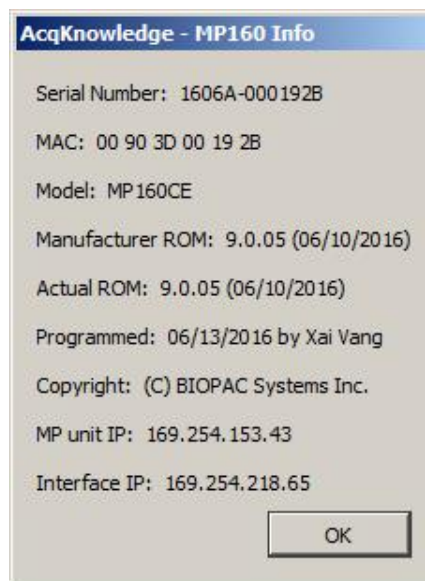 AcqKnowledge - MP160 Info
Serial Number: 1606A-000192B
MAC: 00 90 3D 00 19 2B
Model: MP160CE
Manufacturer ROM: 9.0.05 (06/10/2016)
Actual ROM: 9.0.05 (06/10/2016)
Programmed: 06/13/2016 by Xai Vang
Copyright: (C) BIOPAC Systems Inc.
MP unit IP: 169.254.153.43
Interface IP: 169.254.218.65
OK